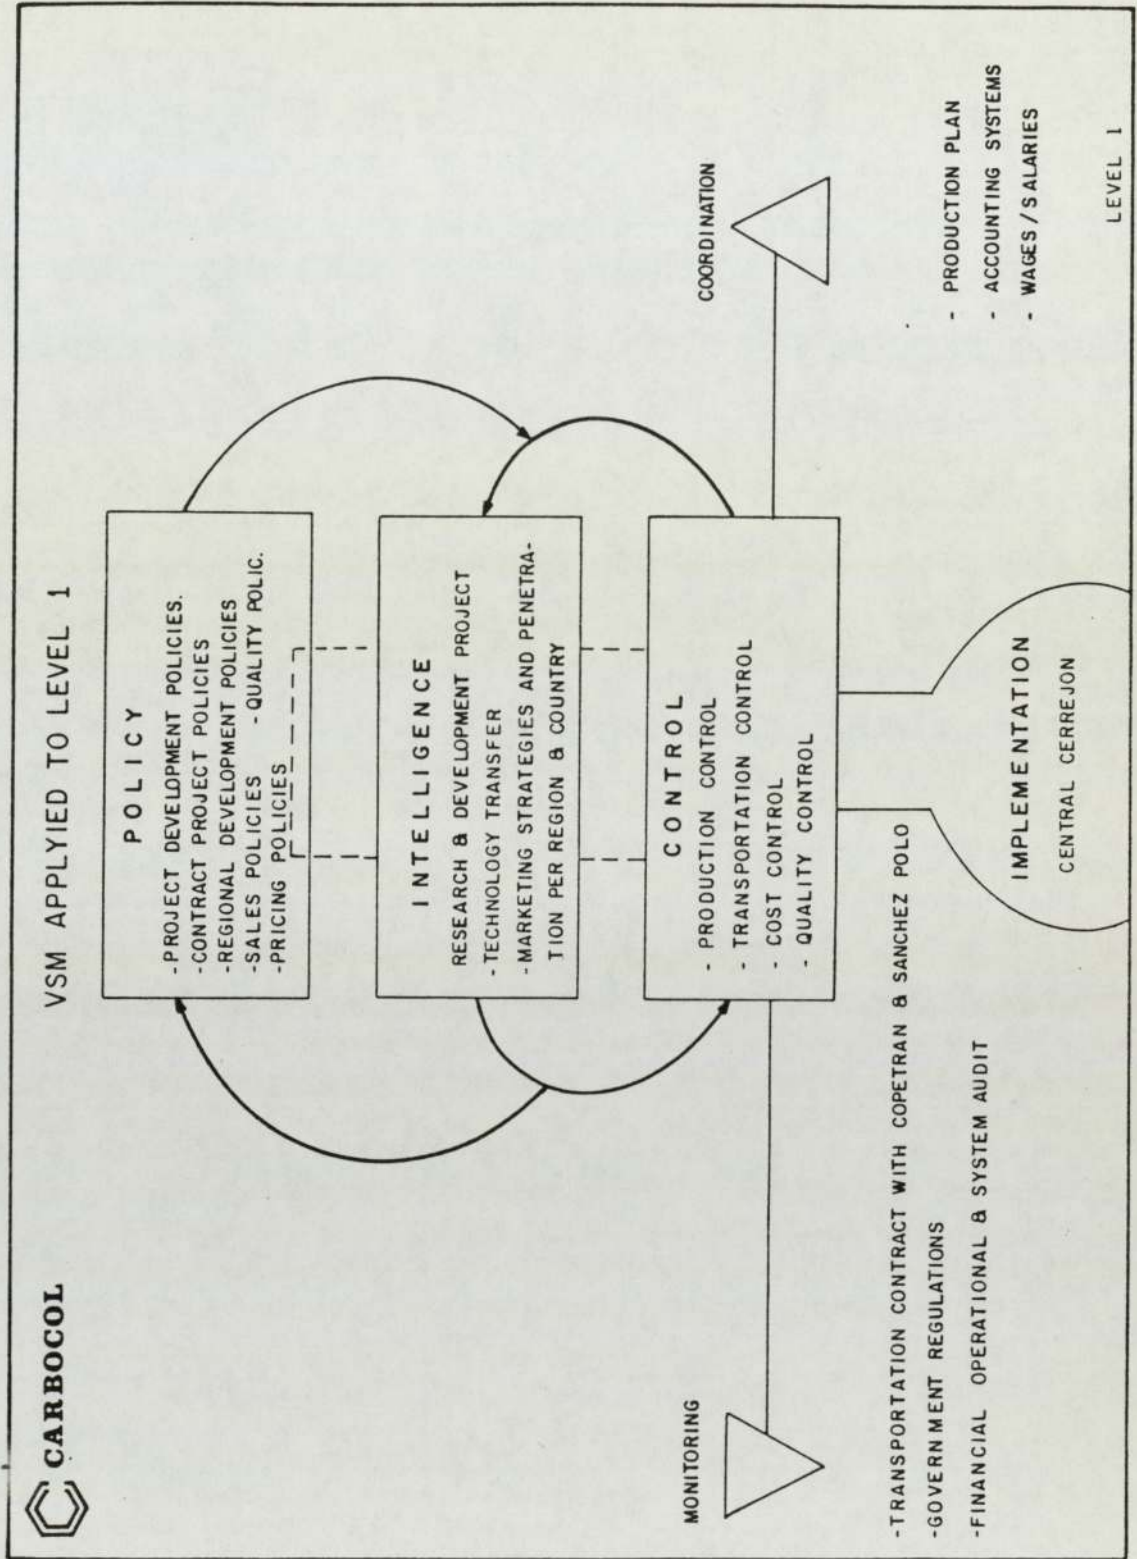 CARBOCOL
VSM APPLYIED TO LEVEL 1
POLICY
-PROJECT DEVELOPMENT POLICIES.
-CONTRACT PROJECT POLICIES
-REGIONAL DEVELOPMENT POLICIES
-SALES POLICIES -QUALITY POLIC.
-PRICING POLICIES
INTELLIGENCE
RESEARCH & DEVELOPMENT PROJECT
-TECHNOLOGY TRANSFER
-MARKETING STRATEGIES AND PENETRA-
TION PER REGION & COUNTRY
MONITORING
CONTROL
- PRODUCTION CONTROL
- TRANSPORTATION CONTROL
- COST CONTROL
- QUALITY CONTROL
COORDINATION
-TRANSPORTATION CONTRACT WITH COPETRAN & SANCHEZ POLO
-GOVERNMENT REGULATIONS
-FINANCIAL OPERATIONAL & SYSTEM AUDIT
IMPLEMENTATION
CENTRAL CERREJON
- PRODUCTION PLAN
- ACCOUNTING SYSTEMS
- WAGES/SALARIES
LEVEL 1